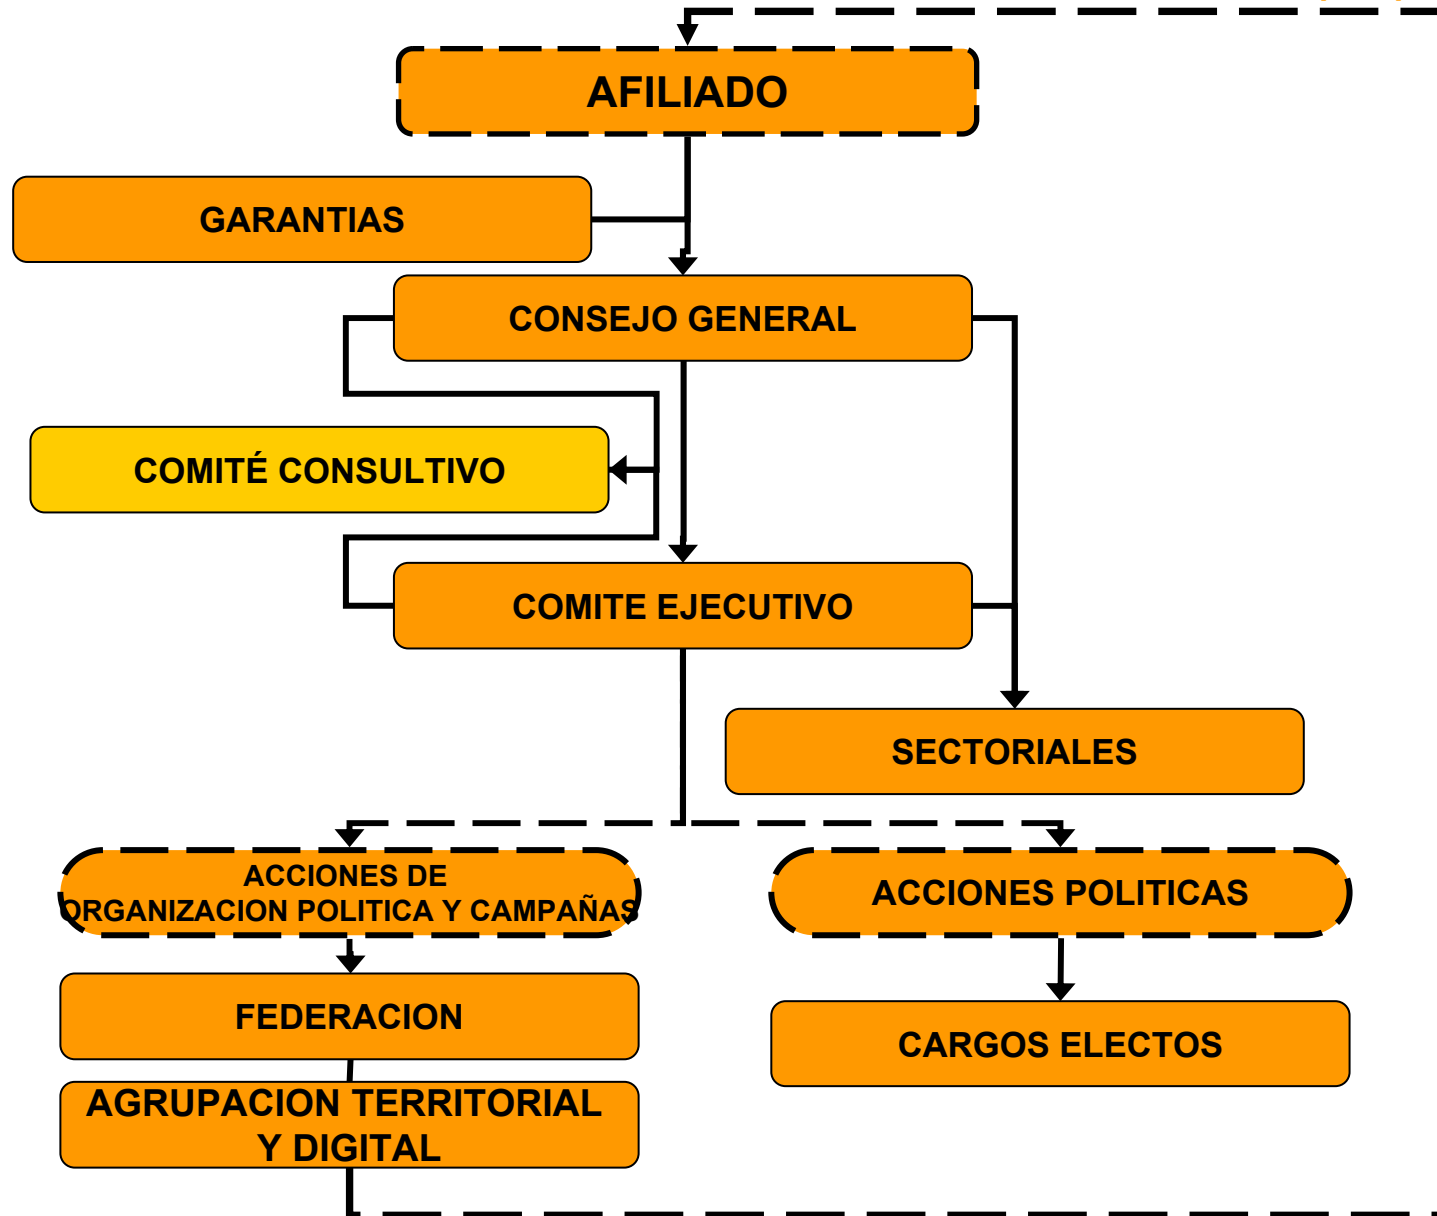 AFILIADO
GARANTIAS
CONSEJO GENERAL
COMITÉ CONSULTIVO
COMITE EJECUTIVO
SECTORIALES
ACCIONES DE
ORGANIZACION POLITICA Y CAMPAÑAS
ACCIONES POLITICAS
FEDERACION
CARGOS ELECTOS
AGRUPACION TERRITORIAL
Y DIGITAL